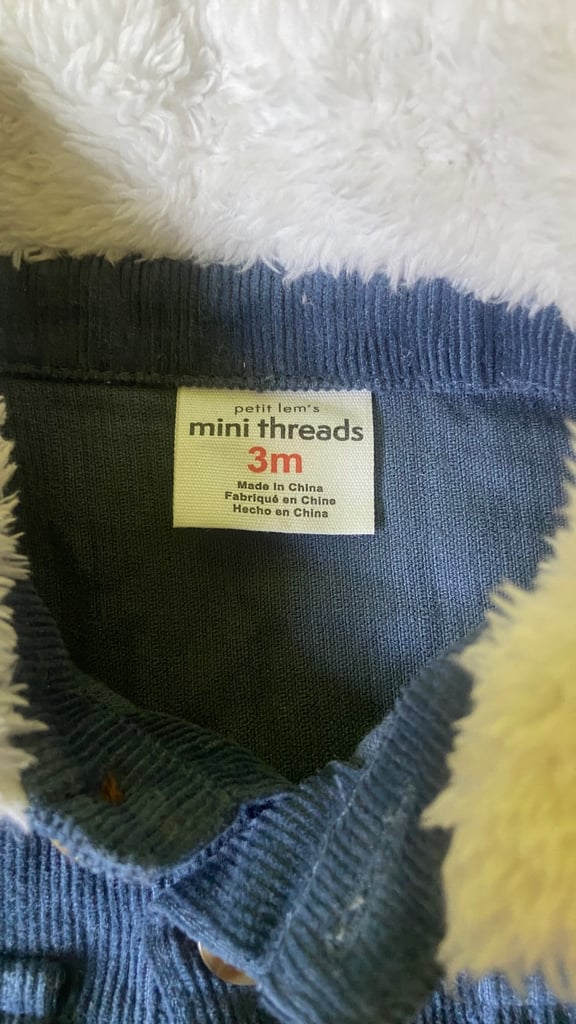 petit lem's
mini threads
3m
Made in China
Fabriqué en Chine
Hecho en China